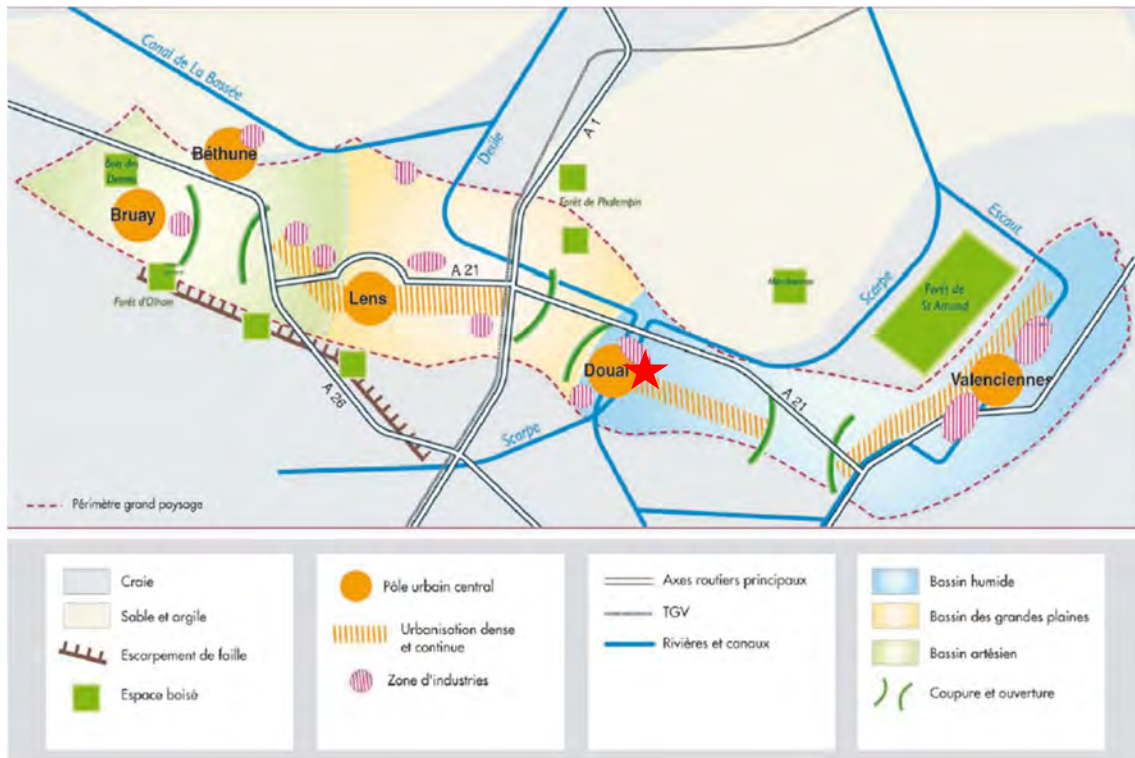 Canal de La Bassée
Béthune
Bois des
Dames
Bruay
Forêt d'Olhain
Deule
A 1
Forêt de Phalempin
A 21
Lens
A 26
Scarpe
Douai
Marchiennes
Scarpe
Escaut
Forêt de
St Amand
A 21
Valenciennes
Périmètre grand paysage
Craie
Sable et argile
Escarpement de faille
Espace boisé
Pôle urbain central
Urbanisation dense
et continue
Zone d'industries
Axes routiers principaux
TGV
Rivières et canaux
Bassin humide
Bassin des grandes plaines
Bassin artésien
Coupure et ouverture